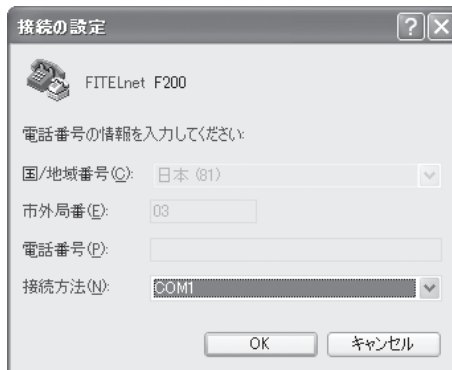 接続の設定
FITELnet F200
電話番号の情報を入力してください:
国/地域番号(C): 日本 (81)
市外局番(E): 03
電話番号(P):
接続方法(N): COM1
OK キャンセル